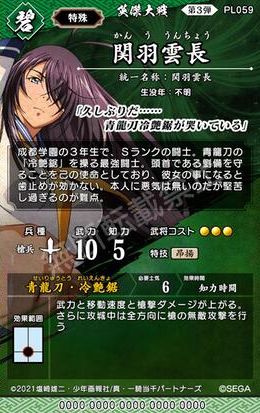 碧
特殊
英傑大戦
第3弾
PL059
かん う うんちょう
関羽雲長
統一名称：関羽雲長
生没年：不明
「久しぶりだ……
青龍刀冷艶鋸が哭いている」
成都学園の3年生で、Sランクの闘士。青龍刀の
「冷艶鋸」を操る最強闘士。頭首である劉備を守
ることを己の使命としており、彼女の事になると
歯止めが効かない。本人に悪気は無いのだが堅苦
し過ぎるのが難点。
兵種 武力 知力 武将コスト
槍兵 10 5 特技 昂揚
せいりゅうとう れいえんきょ
必要士気 効果時間
青龍刀・冷艶鋸 6 知力時間
効果範囲
武力と移動速度と槍撃ダメージが上がる。
さらに攻城中は全方向に槍の無敵攻撃を行
う
©2021塩崎雄二・少年画報社/真・一騎当千パートナーズ ©SEGA
0000-0000-0000-0000-0000